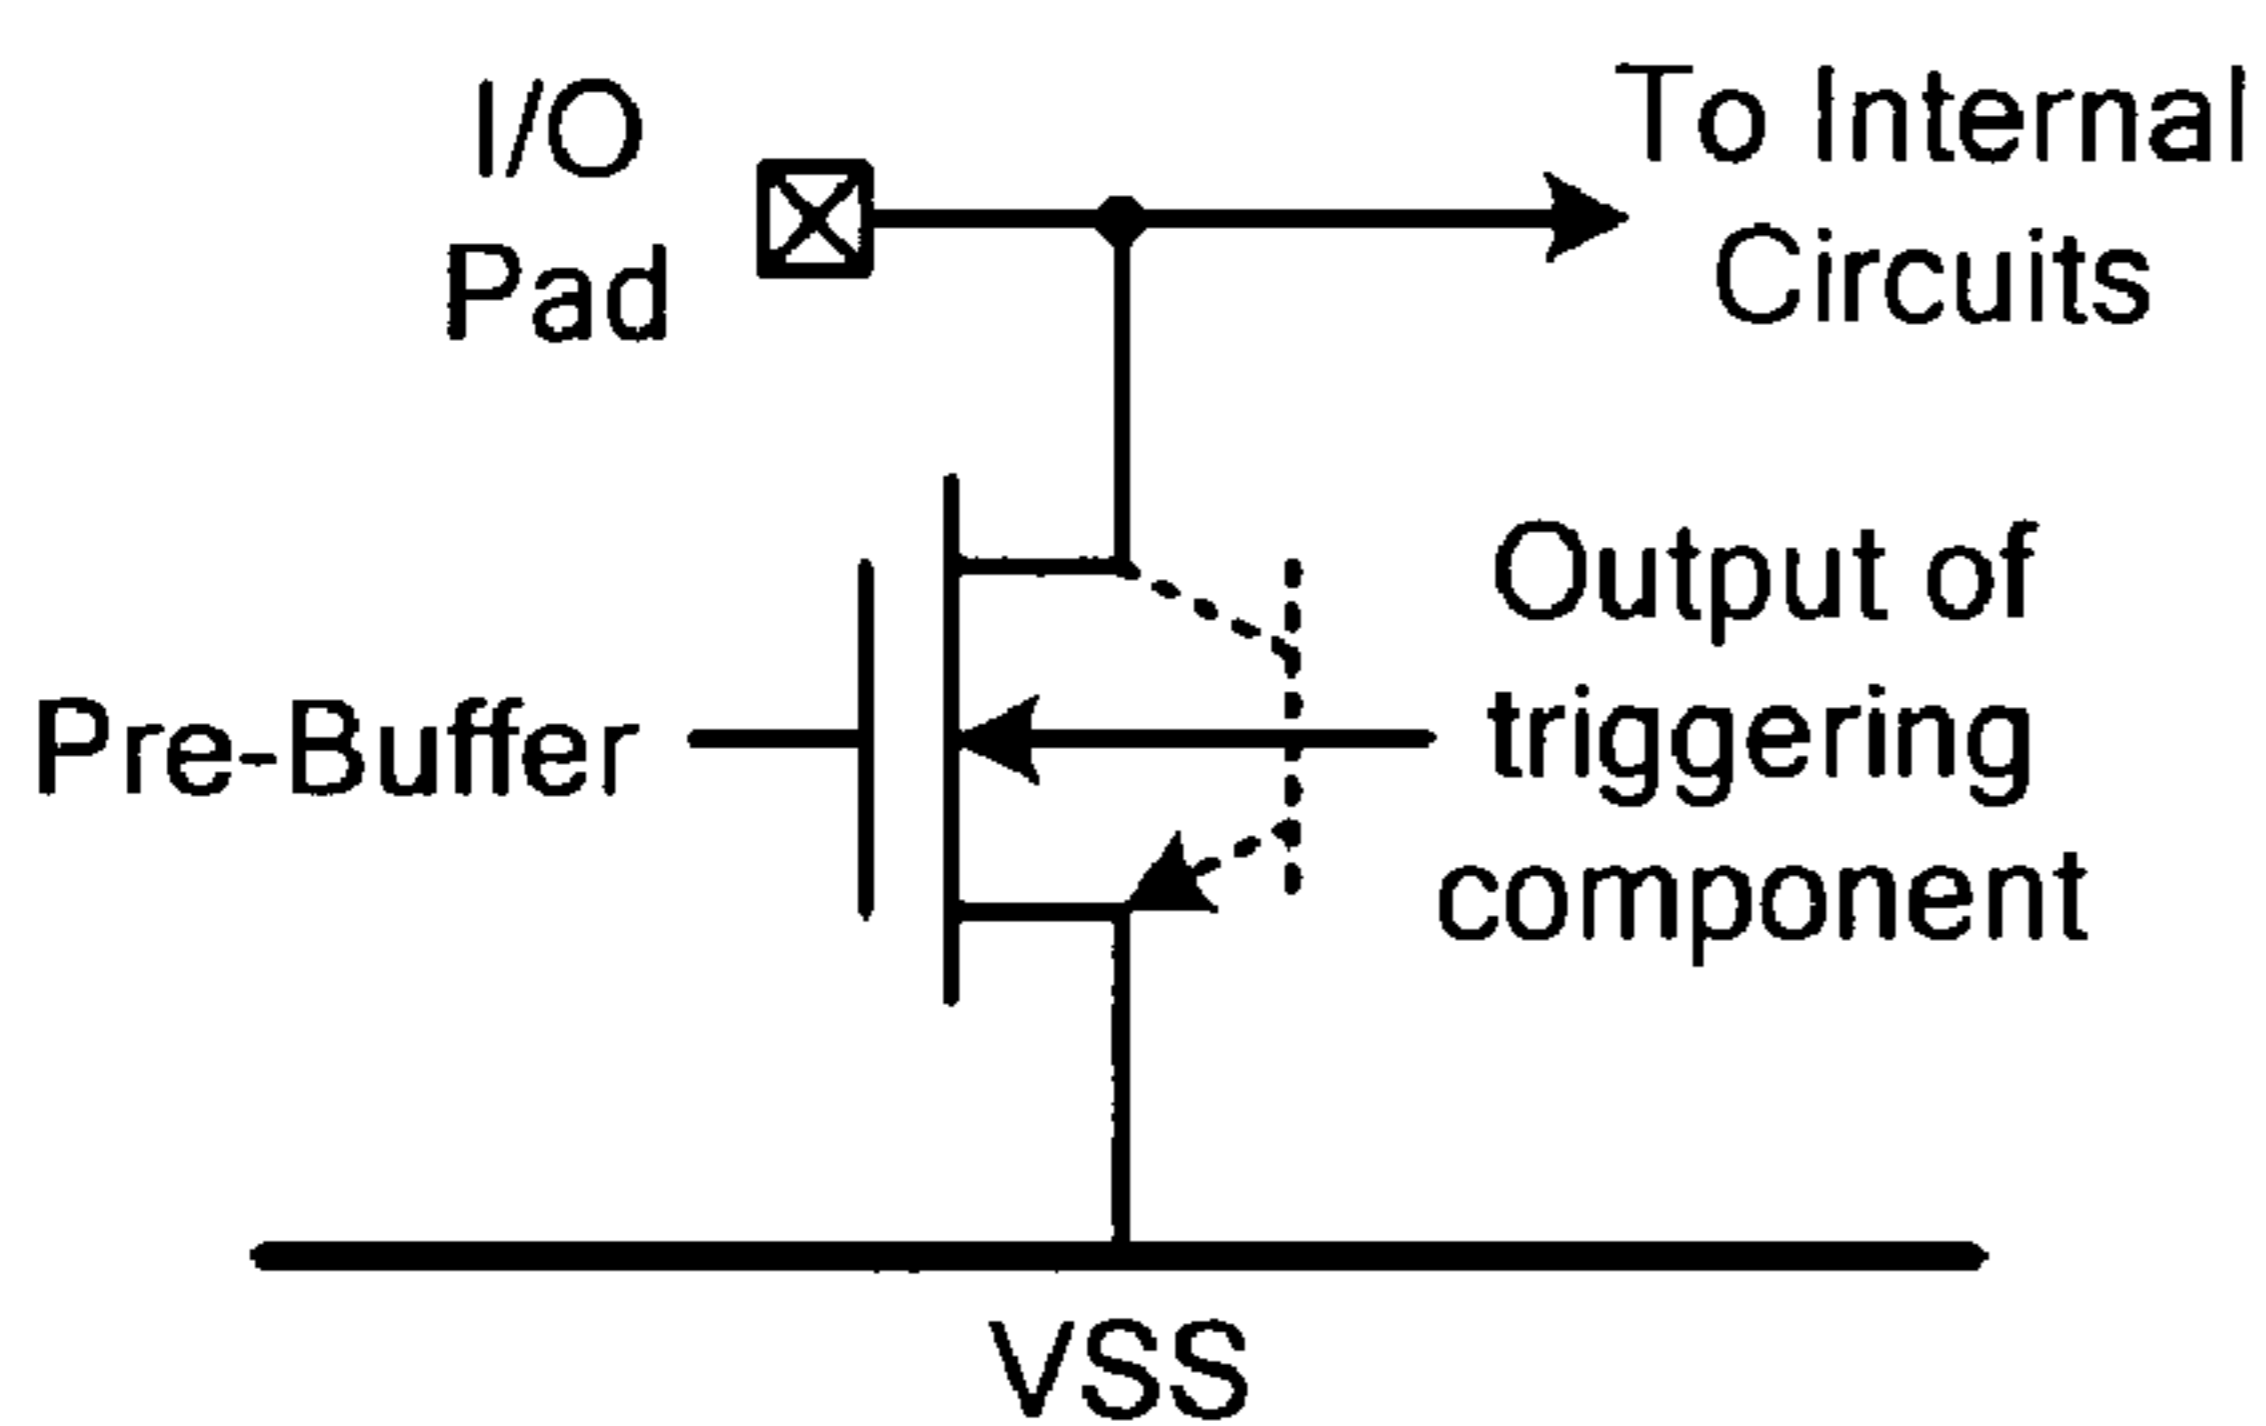 I/O
Pad
To Internal
Circuits
Pre-Buffer
Output of
triggering
component
VSS